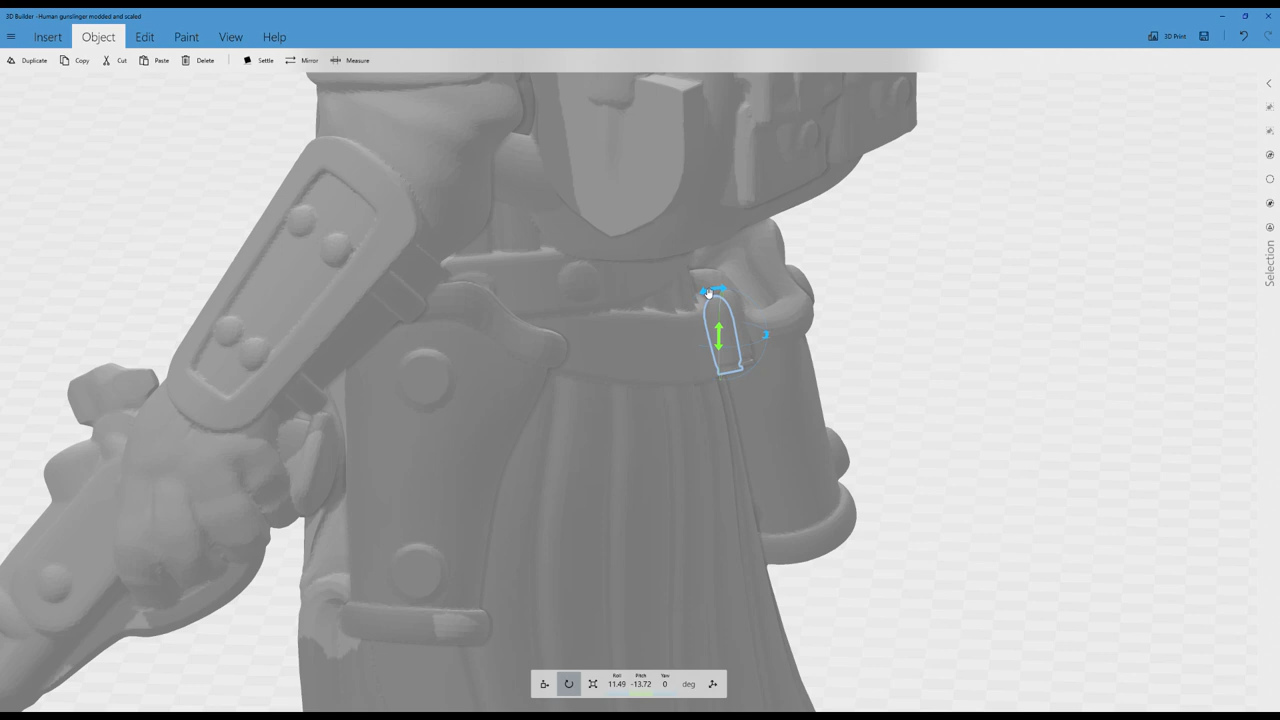 3D Builder -Human gunslinger modded and scaled
Insert Object Edit Paint View Help
3D Print
Duplicate Copy Cut Paste Delete Settle Mirror Measure
Selection
Roll Pitch Yaw
11.49 -13.72 0 deg